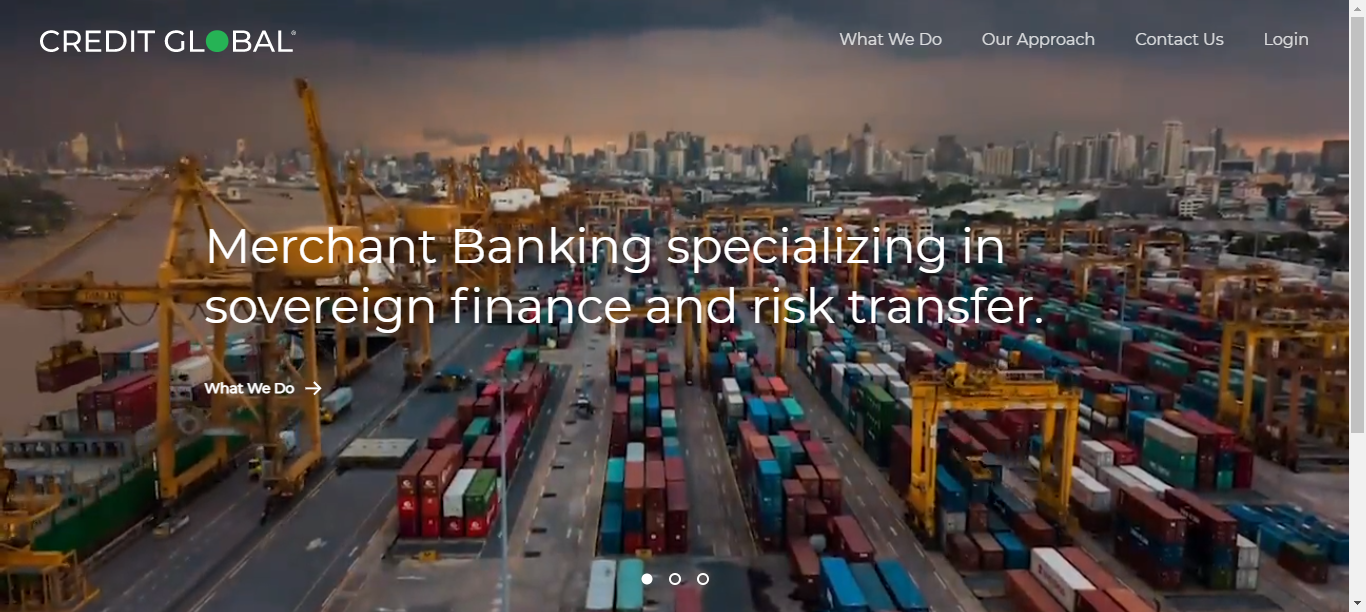 CREDIT GLOBAL®
What We Do
Our Approach
Contact Us
Login
Merchant Banking specializing in
sovereign finance and risk transfer.
What We Do →
THAILAND